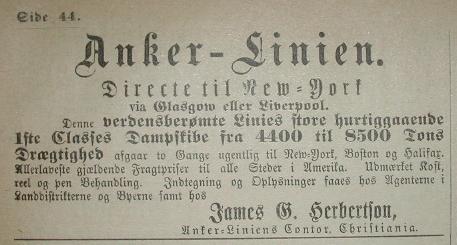 Side 44.
Anker-Linien.
Directe til New-York
via Glasgow eller Liverpool.
Denne verdensberømte Linies store hurtiggaaende
1ste Classes Dampskibe fra 4400 til 8500 Tons
Drægtighed afgaar to Gange ugentlig til New-York, Boston og Halifax.
Allerlaveste gjældende Fragtpriser til alle Steder i Amerika. Udmærket Kost,
reel og pen Behandling. Indtegning og Oplysninger faaes hos Agenterne i
Landdistrikterne og Byerne samt hos
James G. Herbertson,
Anker-Liniens Contor, Christiania.